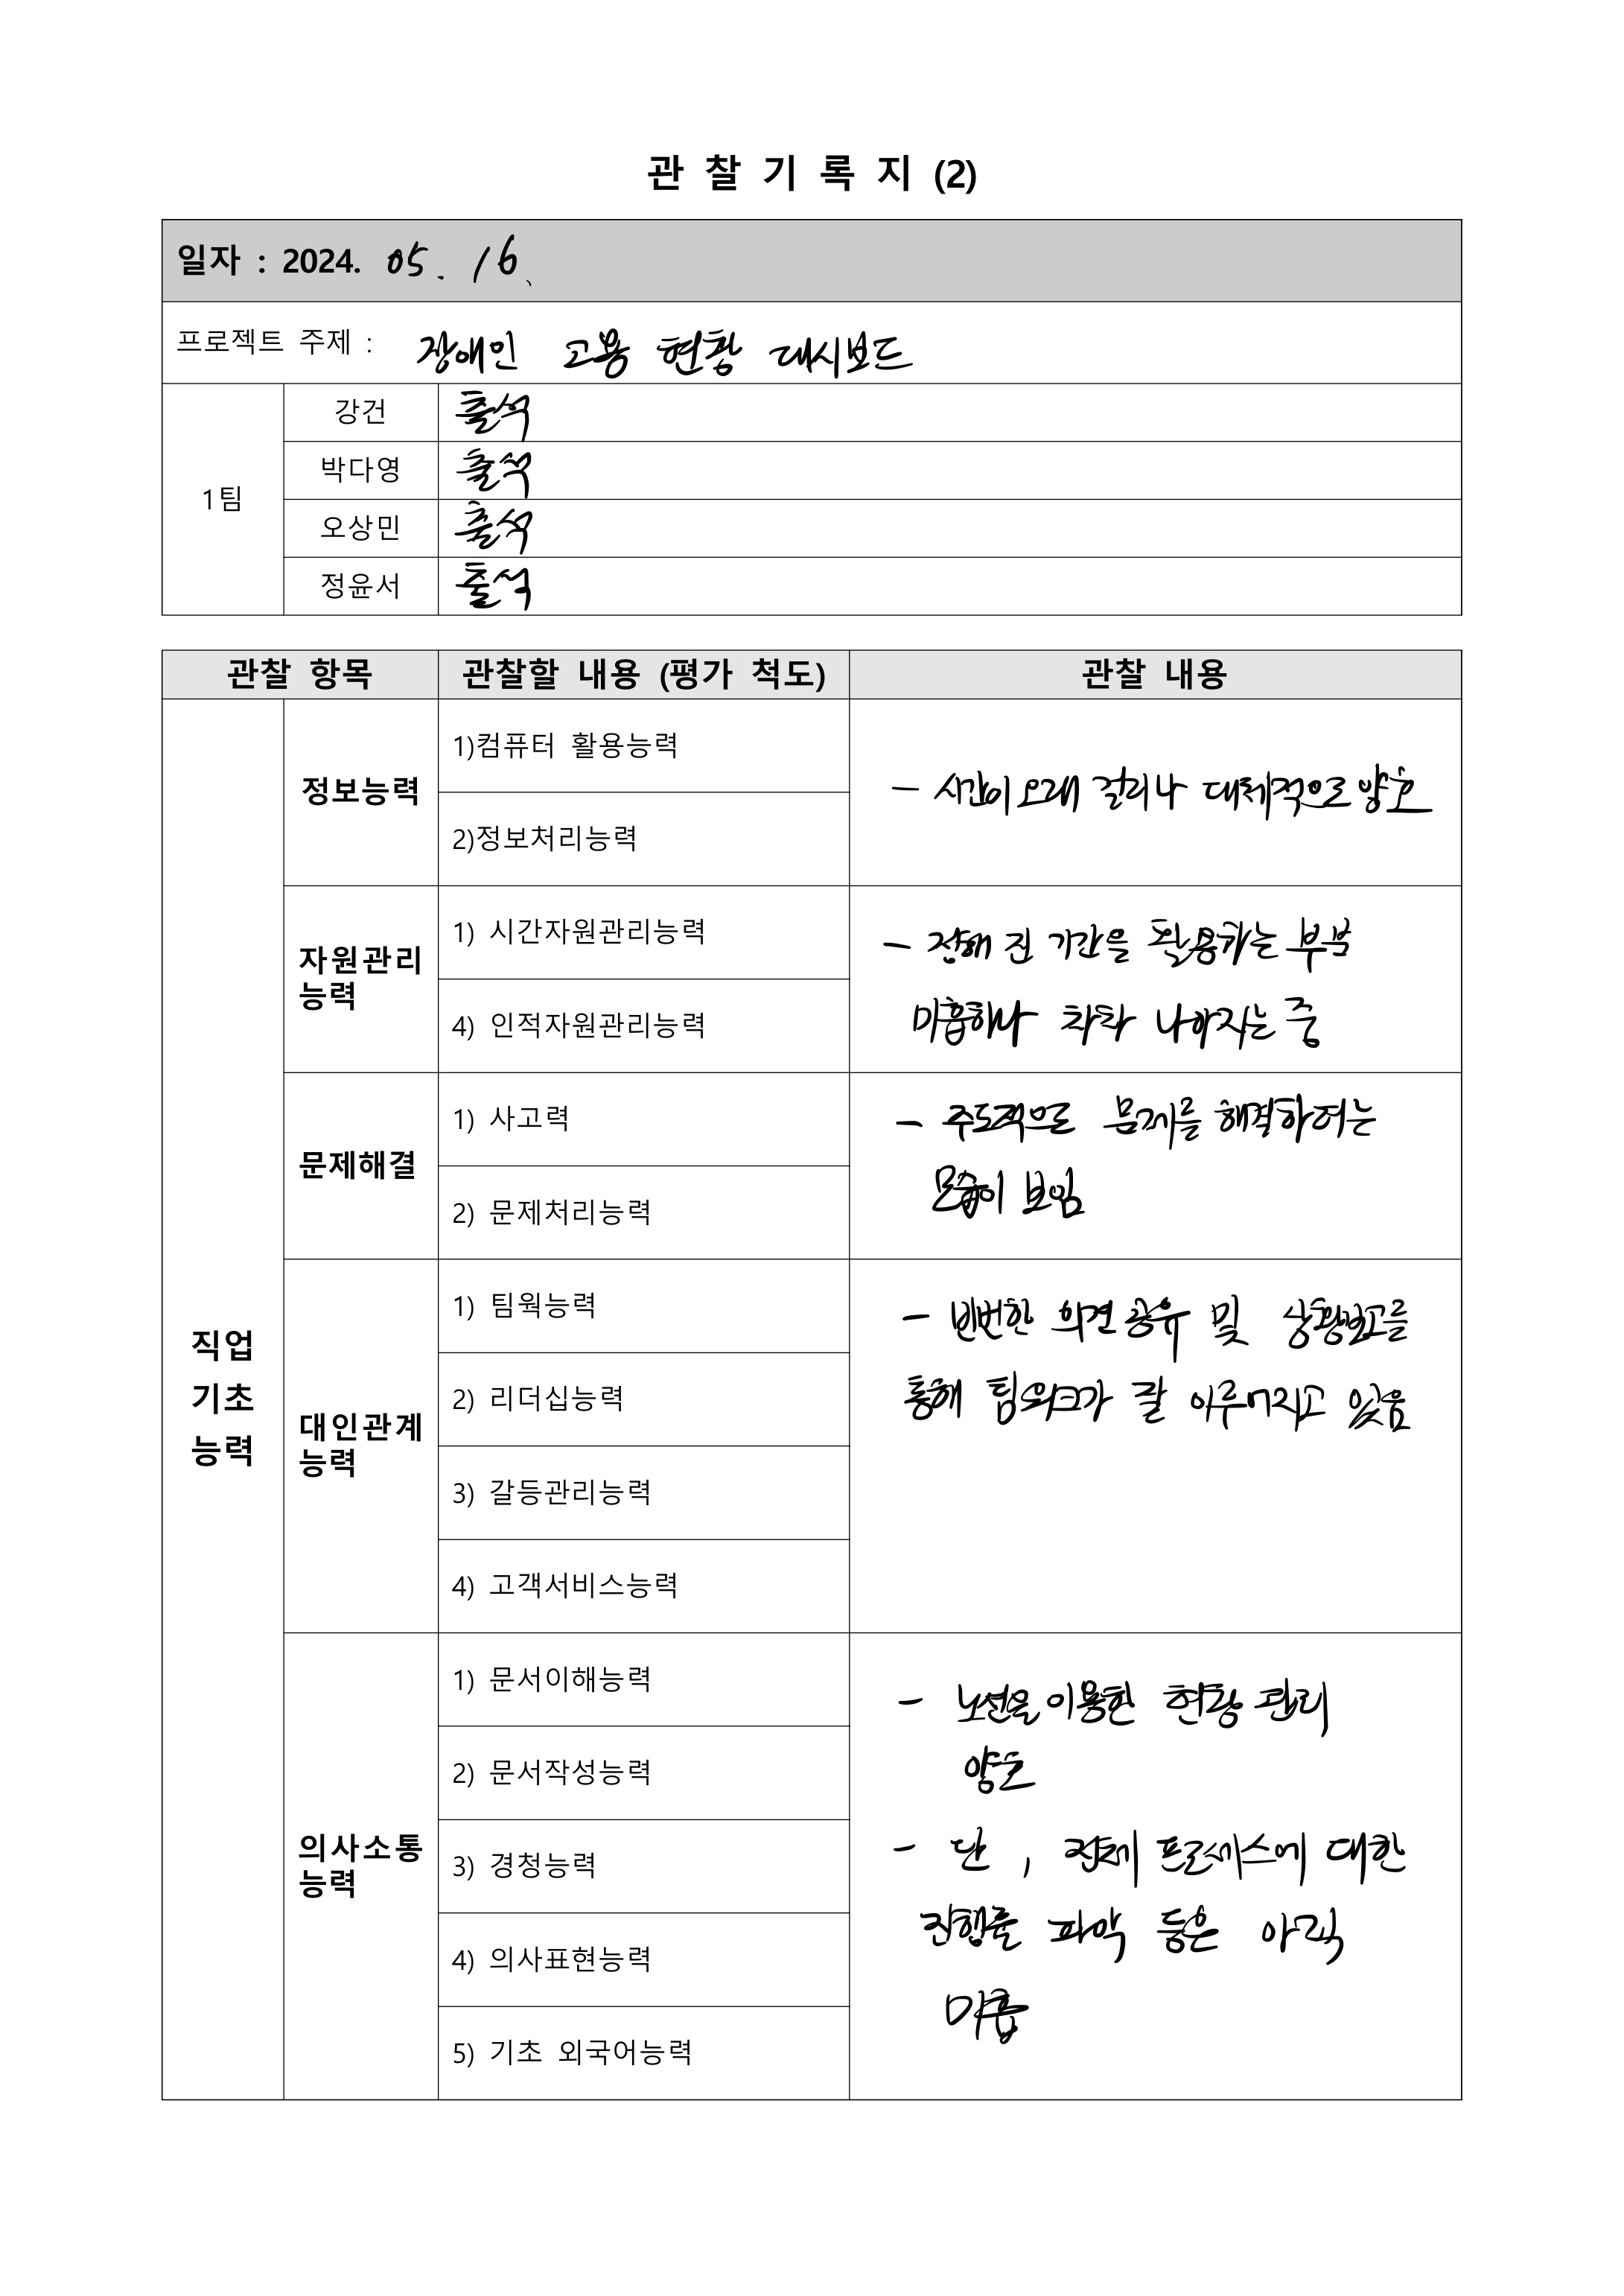 관 찰 기 록 지 (2)
일자 : 2024. 05. 16.
프로젝트 주제 : 장애인 고용 현황 대시보드
1팀
강건 출석
박다영 출석
오상민 출석
정윤서 출석
관찰 항목 관찰할 내용 (평가 척도) 관찰 내용
직업
기초
능력
정보능력
1)컴퓨터 활용능력
2)정보처리능력
- 시간이 오래 걸리나 대체적으로 양호
자원관리
능력
1) 시간자원관리능력
4) 인적자원관리능력
- 정해 진 기간을 활용하는 부분
미흡하나 차차 나아지는 중
문제해결
1) 사고력
2) 문제처리능력
- 주도적으로 문제를 해결하려는
모습이 보임
대인관계
능력
1) 팀웍능력
2) 리더십능력
3) 갈등관리능력
4) 고객서비스능력
- 빈번한 의견 공유 및 상황보고를
통해 팀워크가 잘 이루어지고 있음
의사소통
능력
1) 문서이해능력
2) 문서작성능력
3) 경청능력
4) 의사표현능력
5) 기초 외국어능력
- 노션을 이용한 현황 관리
양호
- 단, 전체 프로세스에 대한
진행률 파악 등은 아직
미흡